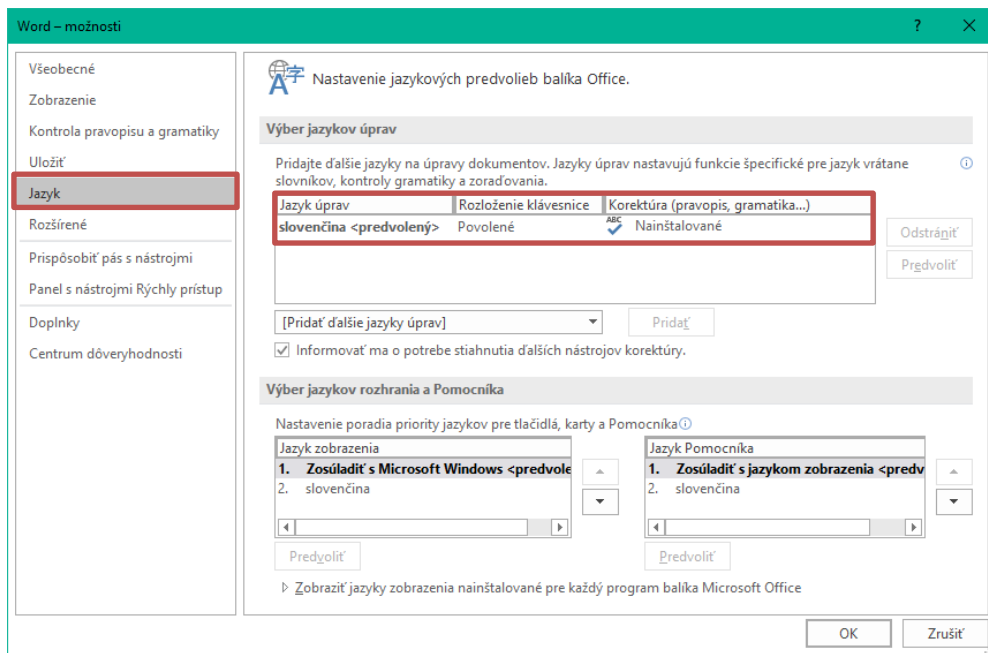 Word – možnosti
?
Všeobecné
Zobrazenie
Kontrola pravopisu a gramatiky
Uložiť
Jazyk
Rozšírené
Prispôsobiť pás s nástrojmi
Panel s nástrojmi Rýchly prístup
Doplnky
Centrum dôveryhodnosti
Nastavenie jazykových predvolieb balíka Office.
Výber jazykov úprav
Pridajte ďalšie jazyky na úpravy dokumentov. Jazyky úprav nastavujú funkcie špecifické pre jazyk vrátane
slovníkov, kontroly gramatiky a zoraďovania.
Jazyk úprav Rozloženie klávesnice Korektúra (pravopis, gramatika...)
slovenčina <predvolený> Povolené ABC Nainštalované
Odstrániť
Predvoliť
[Pridať ďalšie jazyky úprav] Pridať
Informovať ma o potrebe stiahnutia ďalších nástrojov korektúry.
Výber jazykov rozhrania a Pomocníka
Nastavenie poradia priority jazykov pre tlačidlá, karty a Pomocníka
Jazyk zobrazenia
1. Zosúladiť s Microsoft Windows <predvole
2. slovenčina
Predvoliť
Jazyk Pomocníka
1. Zosúladiť s jazykom zobrazenia <predv
2. slovenčina
Predvoliť
Zobraziť jazyky zobrazenia nainštalované pre každý program balíka Microsoft Office
OK Zrušiť